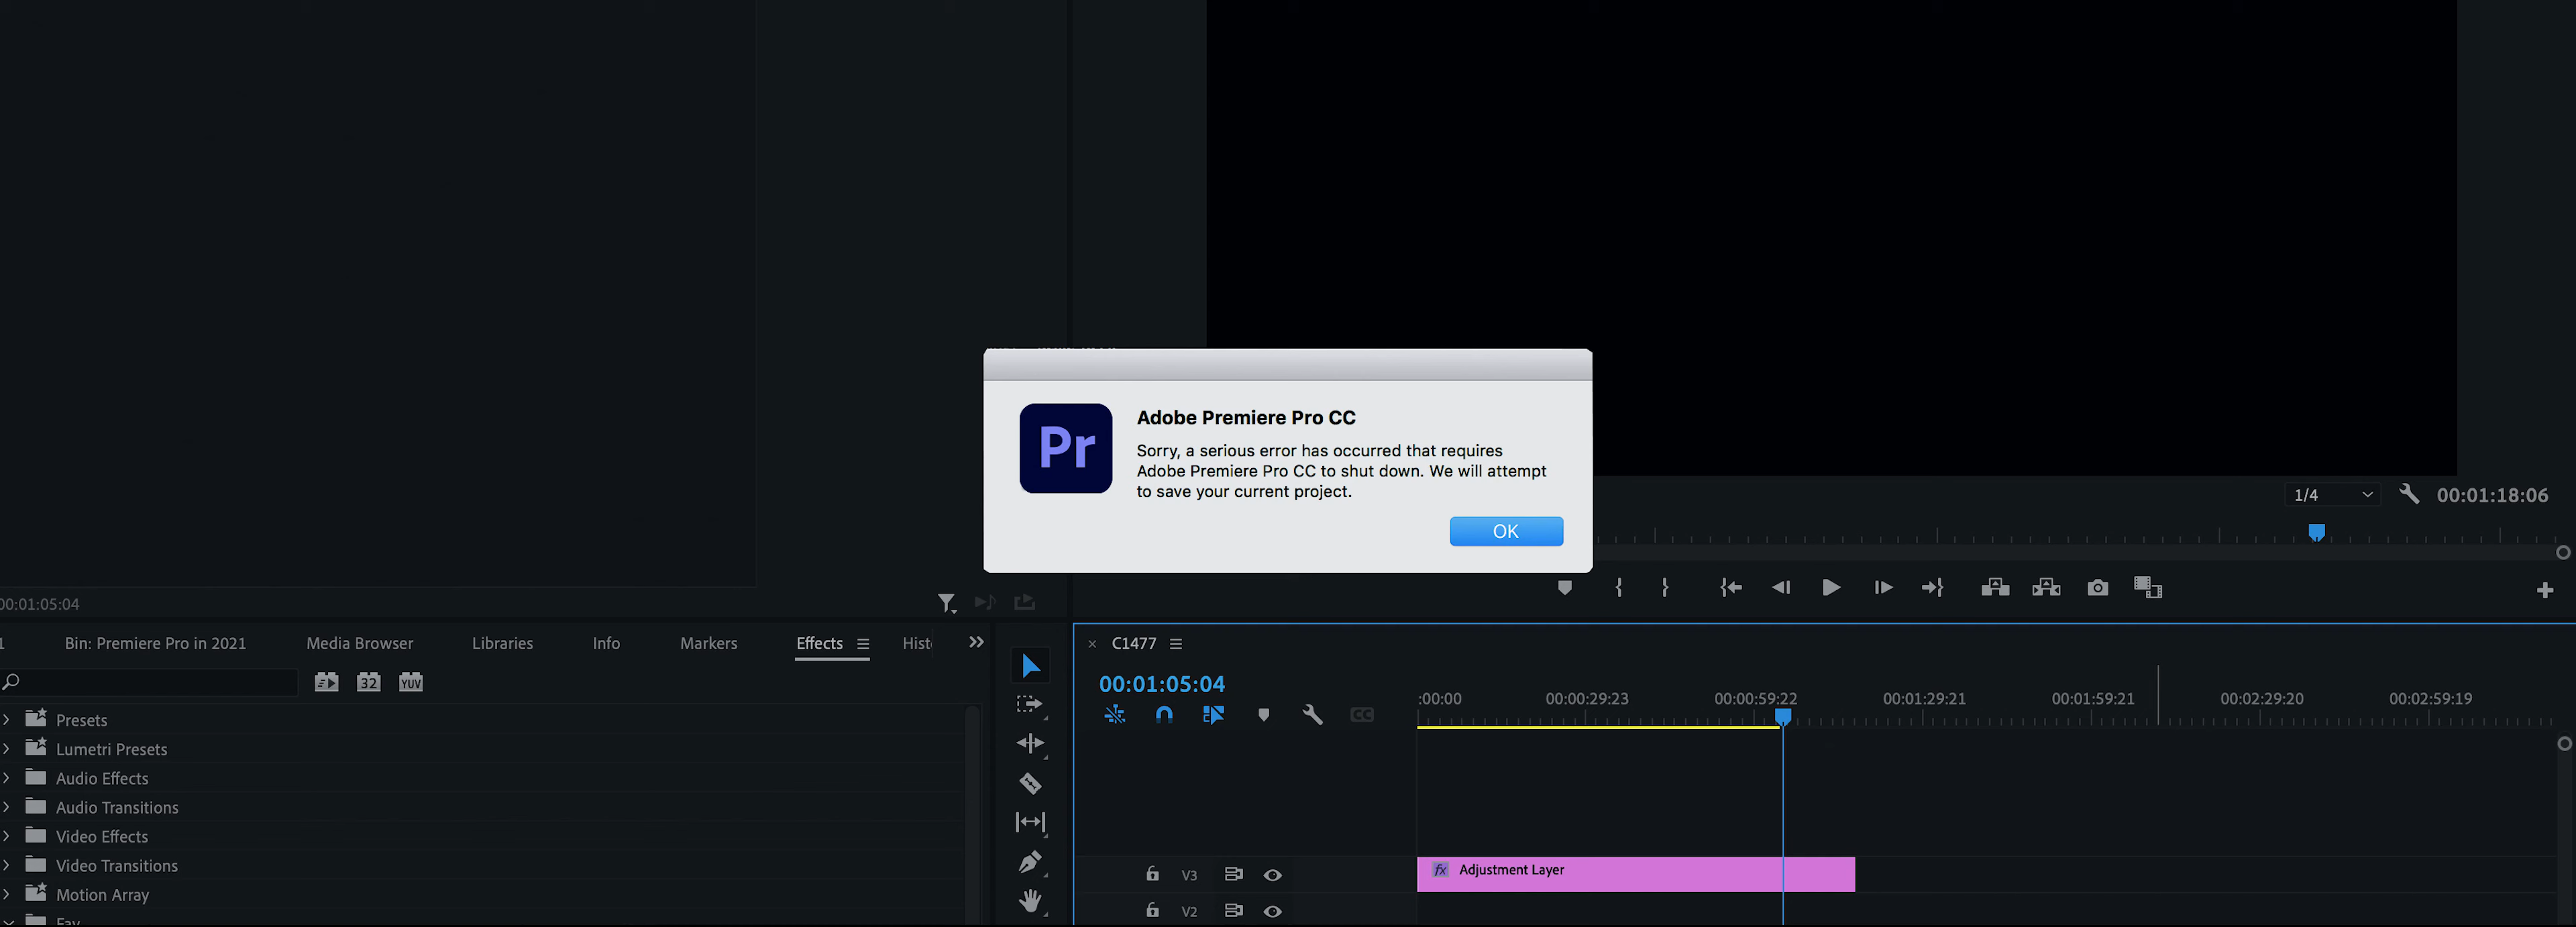 Adobe Premiere Pro CC
Pr
Sorry, a serious error has occurred that requires
Adobe Premiere Pro CC to shut down. We will attempt
to save your current project.
OK
1/4
00:01:18:06
00:01:05:04
1
Bin: Premiere Pro in 2021
Media Browser
Libraries
Info
Markers
Effects
Hist
32
YUV
Presets
Lumetri Presets
Audio Effects
Audio Transitions
Video Effects
Video Transitions
Motion Array
Fav
× C1477
00:01:05:04
CC
:00:00
00:00:29:23
00:00:59:22
00:01:29:21
00:01:59:21
00:02:29:20
00:02:59:19
V3
fx Adjustment Layer
V2